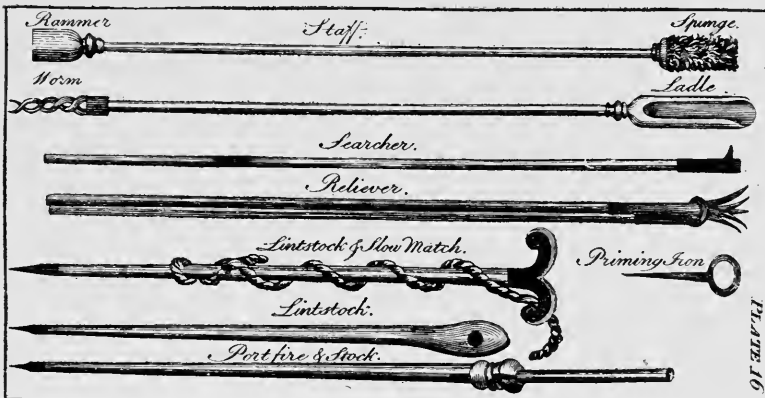 Rammer Staff. Spunge.
Worm Ladle.
Searcher.
Reliever.
Lintstock & Slow Match.
Priming Iron
Lintstock.
Portfire & Stock.
PLATE 16